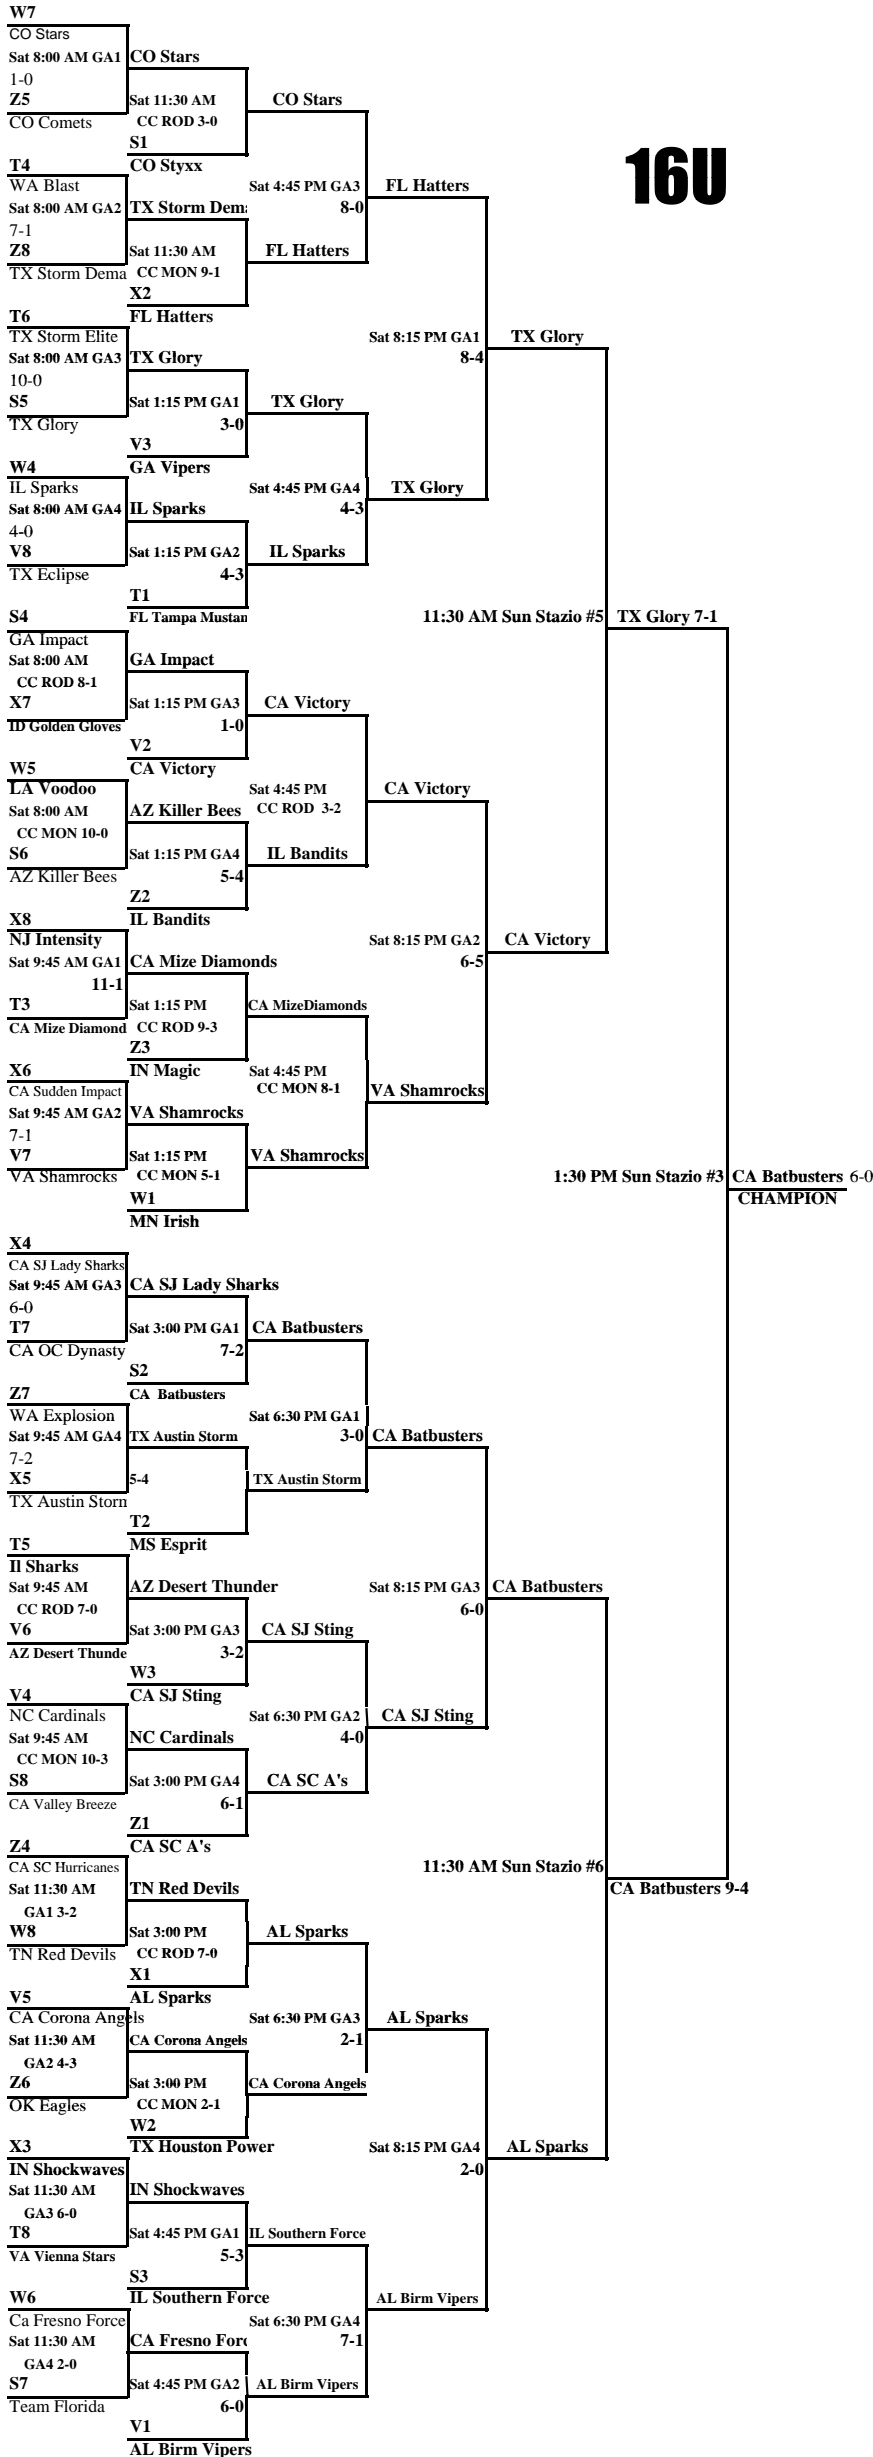 W7
CO Stars
Sat 8:00 AM GA1 CO Stars
1-0
Z5 Sat 11:30 AM CO Stars
CC ROD 3-0
CO Comets
S1
16U
T4 CO Styxx
WA Blast Sat 4:45 PM GA3 FL Hatters
Sat 8:00 AM GA2 TX Storm Dem 8-0
7-1
Z8 Sat 11:30 AM FL Hatters
TX Storm Dema CC MON 9-1
X2
T6 FL Hatters
TX Storm Elite Sat 8:15 PM GA1 TX Glory
Sat 8:00 AM GA3 TX Glory 8-4
10-0
S5 Sat 1:15 PM GA1 TX Glory
TX Glory 3-0
V3
W4 GA Vipers
IL Sparks Sat 4:45 PM GA4 TX Glory
Sat 8:00 AM GA4 IL Sparks 4-3
4-0
V8 Sat 1:15 PM GA2 IL Sparks
TX Eclipse 4-3
T1
S4 FL Tampa Mustan 11:30 AM Sun Stazio #5 TX Glory 7-1
GA Impact
Sat 8:00 AM GA Impact
CC ROD 8-1
X7 Sat 1:15 PM GA3 CA Victory
ID Golden Gloves 1-0
V2
W5 CA Victory
LA Voodoo Sat 4:45 PM CA Victory
Sat 8:00 AM AZ Killer Bees CC ROD 3-2
CC MON 10-0
S6 Sat 1:15 PM GA4 IL Bandits
AZ Killer Bees 5-4
Z2
X8 IL Bandits
NJ Intensity Sat 8:15 PM GA2 CA Victory
Sat 9:45 AM GA1 CA Mize Diamonds 6-5
11-1
T3 Sat 1:15 PM CA MizeDiamonds
CA Mize Diamond CC ROD 9-3
Z3
X6 IN Magic Sat 4:45 PM
CA Sudden Impact CC MON 8-1 VA Shamrocks
Sat 9:45 AM GA2 VA Shamrocks
7-1
V7 Sat 1:15 PM VA Shamrocks
VA Shamrocks CC MON 5-1 1:30 PM Sun Stazio #3 CA Batbusters 6-0
W1 CHAMPION
MN Irish
X4
CA SJ Lady Sharks
Sat 9:45 AM GA3 CA SJ Lady Sharks
6-0
T7 Sat 3:00 PM GA1 CA Batbusters
CA OC Dynasty 7-2
S2
Z7 CA Batbusters
WA Explosion Sat 6:30 PM GA1
Sat 9:45 AM GA4 TX Austin Storm 3-0 CA Batbusters
7-2
X5 5-4 TX Austin Storm
TX Austin Storm
T2
T5 MS Esprit
Il Sharks
Sat 9:45 AM AZ Desert Thunder Sat 8:15 PM GA3 CA Batbusters
CC ROD 7-0 6-0
V6 Sat 3:00 PM GA3 CA SJ Sting
AZ Desert Thunde 3-2
W3
V4 CA SJ Sting
NC Cardinals Sat 6:30 PM GA2 CA SJ Sting
Sat 9:45 AM NC Cardinals 4-0
CC MON 10-3
S8 Sat 3:00 PM GA4 CA SC A's
CA Valley Breeze 6-1
Z1
Z4 CA SC A's
CA SC Hurricanes 11:30 AM Sun Stazio #6
Sat 11:30 AM TN Red Devils CA Batbusters 9-4
GA1 3-2
W8 Sat 3:00 PM AL Sparks
TN Red Devils CC ROD 7-0
X1
V5 AL Sparks
CA Corona Angels Sat 6:30 PM GA3 AL Sparks
Sat 11:30 AM CA Corona Angels 2-1
GA2 4-3
Z6 Sat 3:00 PM CA Corona Angels
OK Eagles CC MON 2-1
W2
X3 TX Houston Power Sat 8:15 PM GA4 AL Sparks
IN Shockwaves 2-0
Sat 11:30 AM IN Shockwaves
GA3 6-0
T8 Sat 4:45 PM GA1 IL Southern Force
VA Vienna Stars 5-3
S3
W6 IL Southern Force AL Birm Vipers
Ca Fresno Force Sat 6:30 PM GA4
Sat 11:30 AM CA Fresno Forc 7-1
GA4 2-0
S7 Sat 4:45 PM GA2 AL Birm Vipers
Team Florida 6-0
V1
AL Birm Vipers